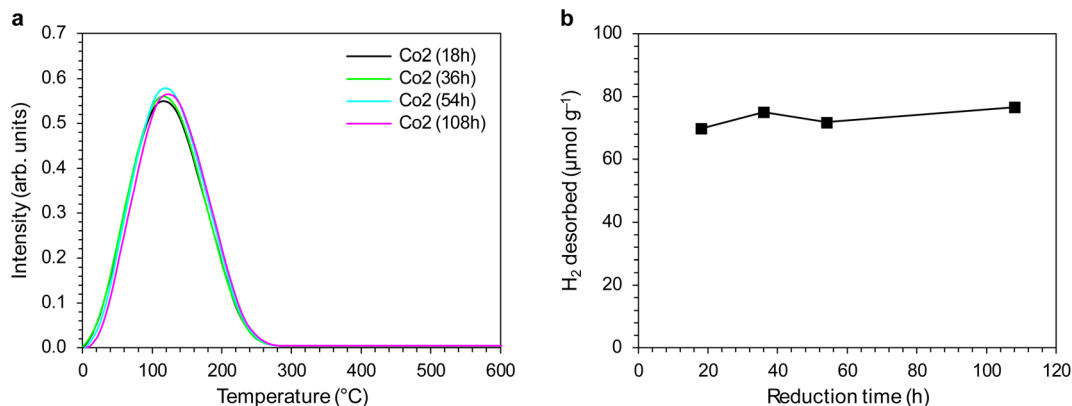 a
0.7
0.6
0.5
0.4
0.3
0.2
0.1
0.0
Intensity (arb. units)
Co2 (18h)
Co2 (36h)
Co2 (54h)
Co2 (108h)
0 100 200 300 400 500 600
Temperature (°C)
b
100
80
60
40
20
0
H₂ desorbed (µmol g⁻¹)
0 20 40 60 80 100 120
Reduction time (h)